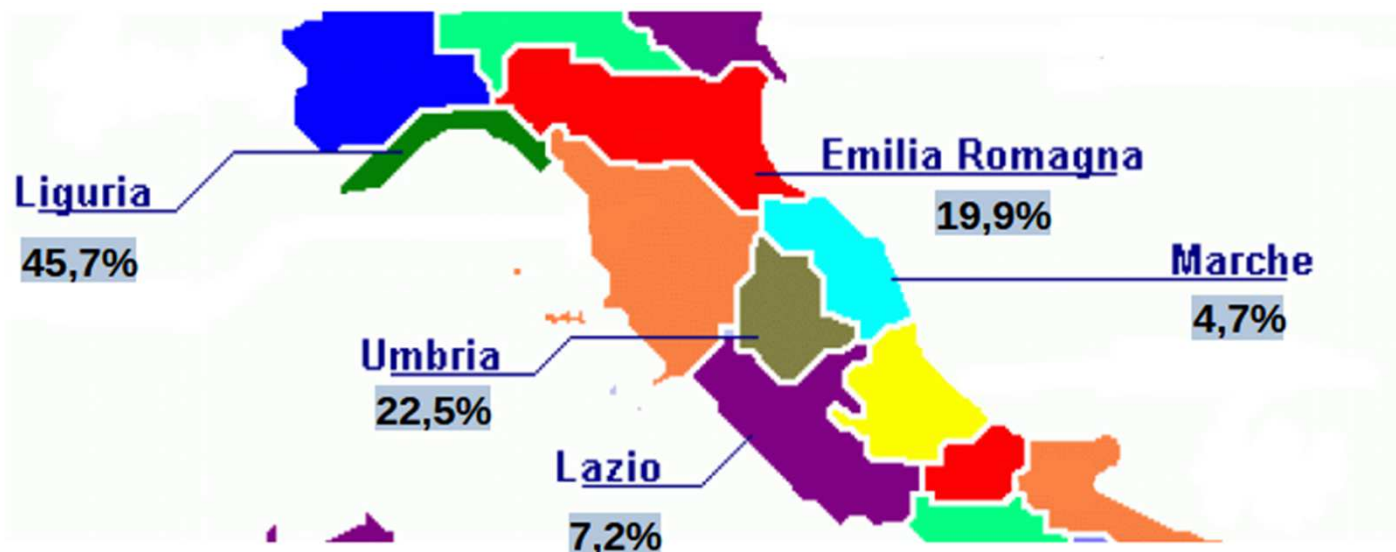 Emilia Romagna
19,9%
Liguria
45,7%
Marche
4,7%
Umbria
22,5%
Lazio
7,2%